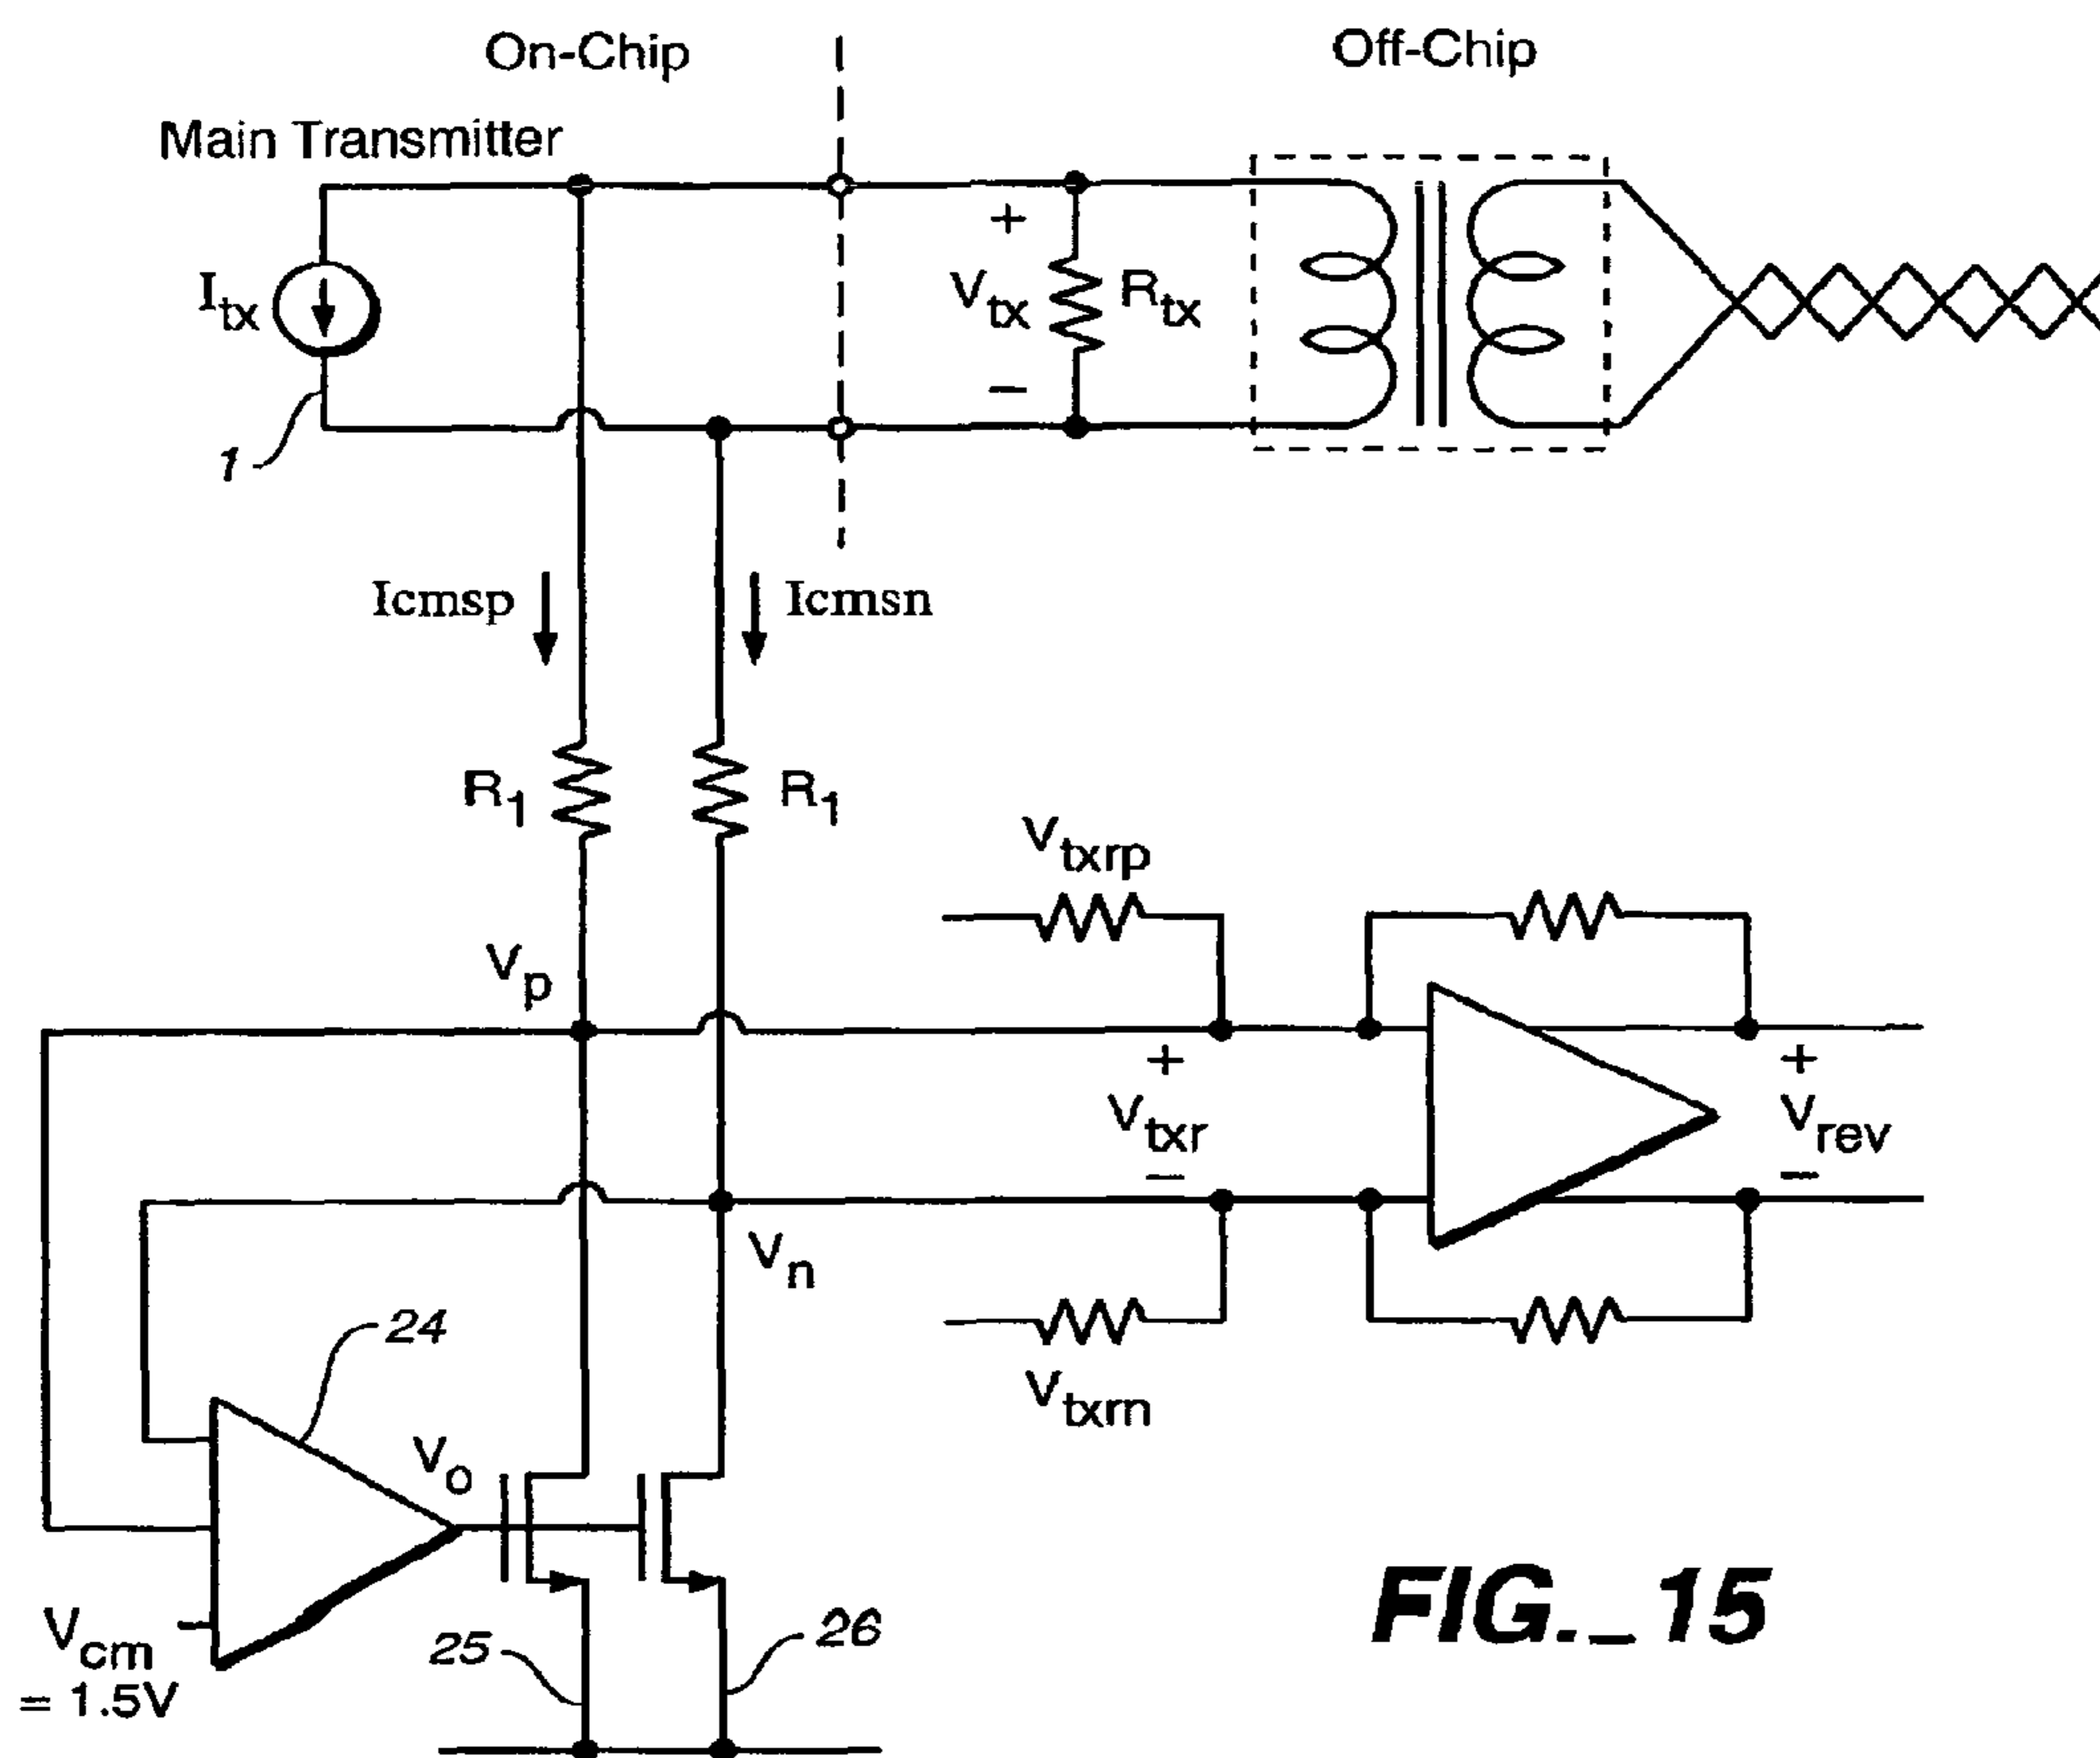 On-Chip
Off-Chip
Main Transmitter
Itx
+
Vtx
Rtx
−
1
Icmsp
Icmsn
R1
R1
Vtxrp
Vp
+
Vtxr
−
+
Vrev
−
Vn
24
Vo
Vtxrn
Vcm
= 1.5V
25
26
FIG._15